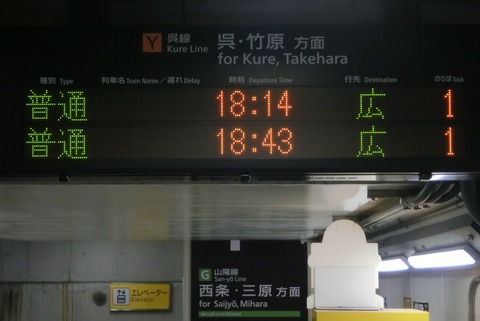 Y 呉線 呉・竹原 方面
Kure Line for Kure, Takehara
種別 Type 列車名 Train Name／遅れ Delay 時刻 Departure Time 行先 Destination のりば Track
普通 18:14 広 1
普通 18:43 広 1
G 山陽線
San-yō Line
西条・三原 方面
for Saijyō, Mihara
エレベーター
Elevator